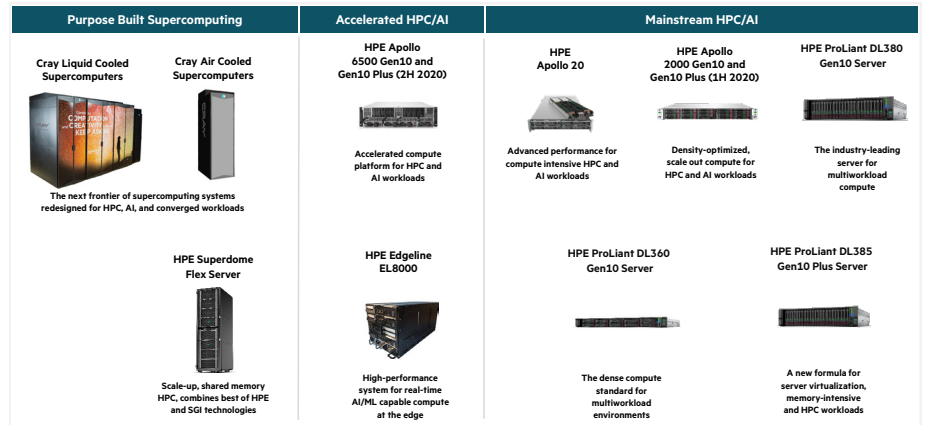 Purpose Built Supercomputing
Accelerated HPC/AI
Mainstream HPC/AI
Cray Liquid Cooled
Supercomputers
Cray Air Cooled
Supercomputers
COMPUTATION
and CREATIVITY
KEEP
CRAY
The next frontier of supercomputing systems
redesigned for HPC, AI, and converged workloads
HPE Superdome
Flex Server
Scale-up, shared memory
HPC, combines best of HPE
and SGI technologies
HPE Apollo
6500 Gen10 and
Gen10 Plus (2H 2020)
Accelerated compute
platform for HPC and
AI workloads
HPE Edgeline
EL8000
High-performance
system for real-time
AI/ML capable compute
at the edge
HPE
Apollo 20
Advanced performance for
compute intensive HPC and
AI workloads
HPE Apollo
2000 Gen10 and
Gen10 Plus (1H 2020)
Density-optimized,
scale out compute for
HPC and AI workloads
HPE ProLiant DL380
Gen10 Server
The industry-leading
server for
multiworkload
compute
HPE ProLiant DL360
Gen10 Server
The dense compute
standard for
multiworkload
environments
HPE ProLiant DL385
Gen10 Plus Server
A new formula for
server virtualization,
memory-intensive
and HPC workloads